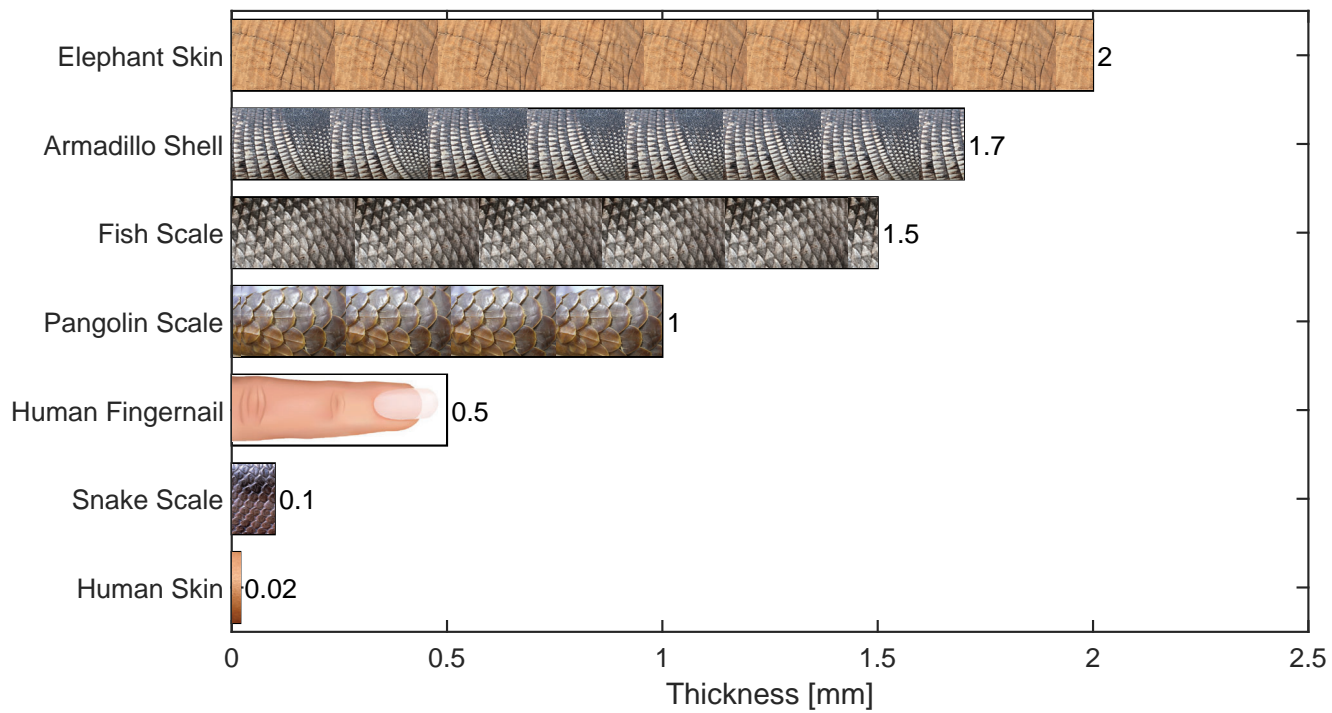 Elephant Skin 2
Armadillo Shell 1.7
Fish Scale 1.5
Pangolin Scale 1
Human Fingernail 0.5
Snake Scale 0.1
Human Skin 0.02
0 0.5 1 1.5 2 2.5
Thickness [mm]